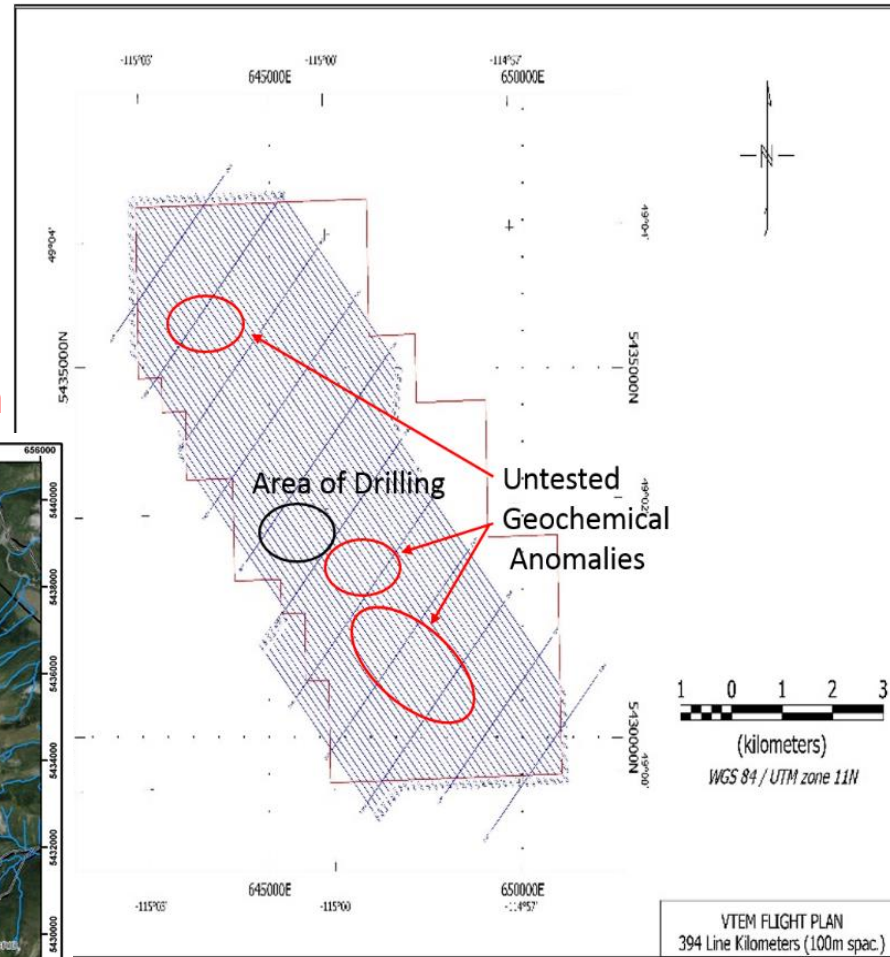 -115°03'
-115°00'
-114°57'
645000E
650000E
N
49°04'
49°04'
5435000N
5435000N
656000
5440000
5438000
5436000
5434000
5432000
5430000
Area of Drilling
Untested
Geochemical
Anomalies
49°02'
1 0 1 2 3
(kilometers)
WGS 84 / UTM zone 11N
5430000N
49°00'
645000E
650000E
-115°03'
-115°00
-114°57'
VTEM FLIGHT PLAN
394 Line Kilometers (100m spac.)